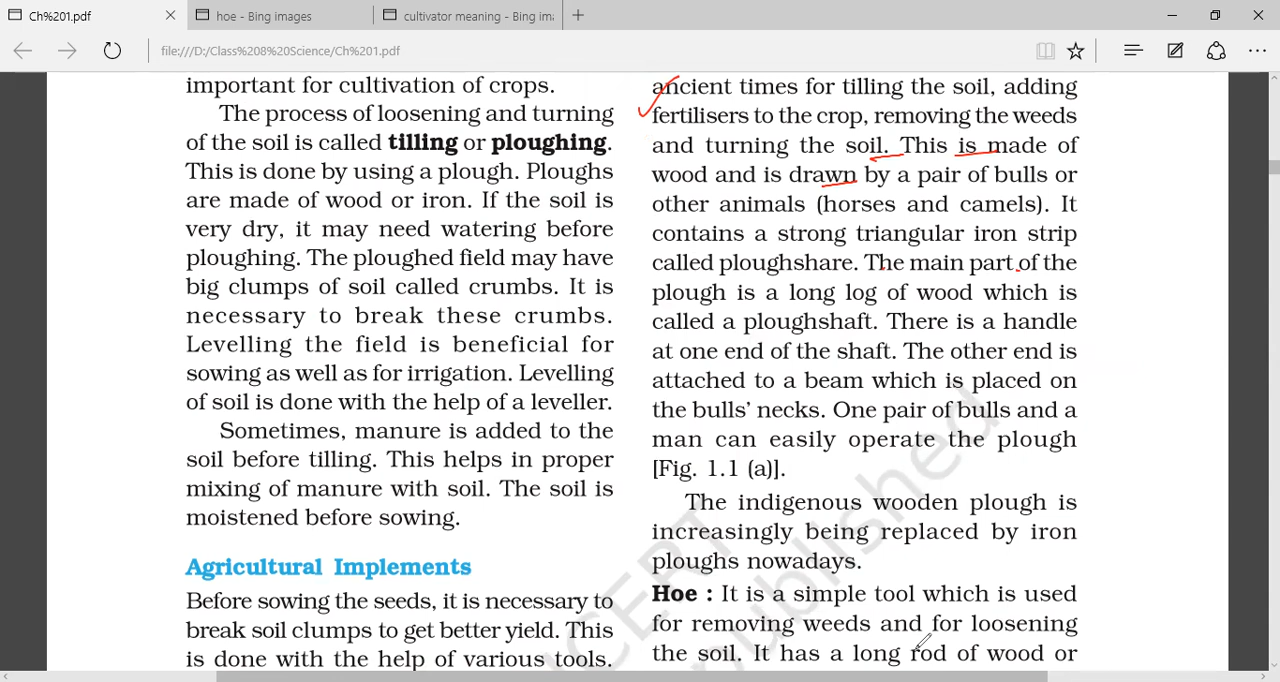 Ch%201.pdf
hoe - Bing images
cultivator meaning - Bing ima
file:///D:/Class%208%20Science/Ch%201.pdf
important for cultivation of crops.
The process of loosening and turning
of the soil is called tilling or ploughing.
This is done by using a plough. Ploughs
are made of wood or iron. If the soil is
very dry, it may need watering before
ploughing. The ploughed field may have
big clumps of soil called crumbs. It is
necessary to break these crumbs.
Levelling the field is beneficial for
sowing as well as for irrigation. Levelling
of soil is done with the help of a leveller.
Sometimes, manure is added to the
soil before tilling. This helps in proper
mixing of manure with soil. The soil is
moistened before sowing.
Agricultural Implements
Before sowing the seeds, it is necessary to
break soil clumps to get better yield. This
is done with the help of various tools.
ancient times for tilling the soil, adding
fertilisers to the crop, removing the weeds
and turning the soil. This is made of
wood and is drawn by a pair of bulls or
other animals (horses and camels). It
contains a strong triangular iron strip
called ploughshare. The main part of the
plough is a long log of wood which is
called a ploughshaft. There is a handle
at one end of the shaft. The other end is
attached to a beam which is placed on
the bulls' necks. One pair of bulls and a
man can easily operate the plough
[Fig. 1.1 (a)].
The indigenous wooden plough is
increasingly being replaced by iron
ploughs nowadays.
Hoe : It is a simple tool which is used
for removing weeds and for loosening
the soil. It has a long rod of wood or